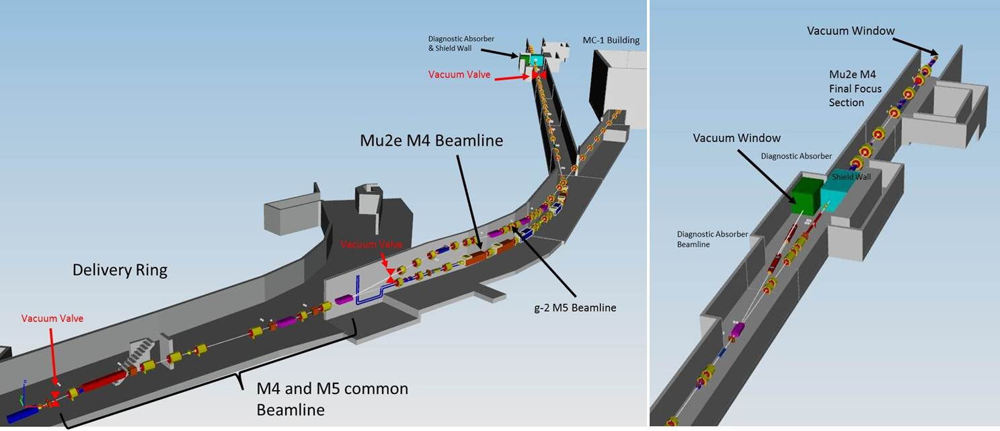 Diagnostic Absorber
& Shield Wall
MC-1 Building
Vacuum Valve
Mu2e M4 Beamline
Vacuum Valve
Delivery Ring
g-2 M5 Beamline
Vacuum Valve
M4 and M5 common
Beamline
Vacuum Window
Mu2e M4
Final Focus
Section
Vacuum Window
Diagnostic Absorber
Shield Wall
Diagnostic Absorber
Beamline